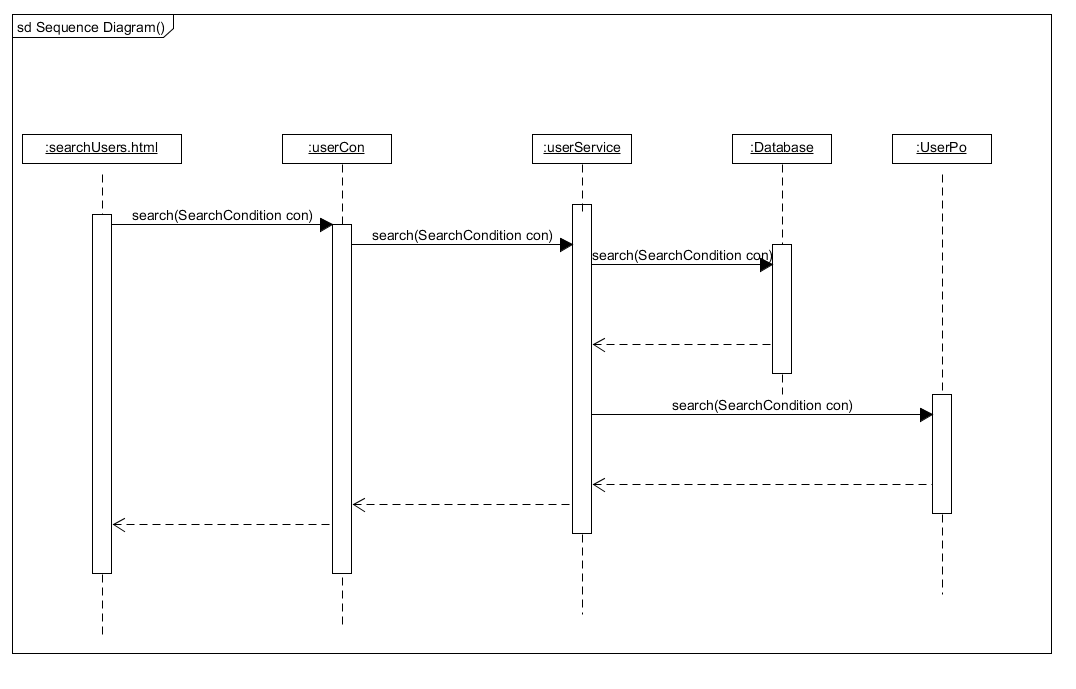 sd Sequence Diagram()
:searchUsers.html
:userCon
:userService
:Database
:UserPo
search(SearchCondition con)
search(SearchCondition con)
search(SearchCondition con)
search(SearchCondition con)